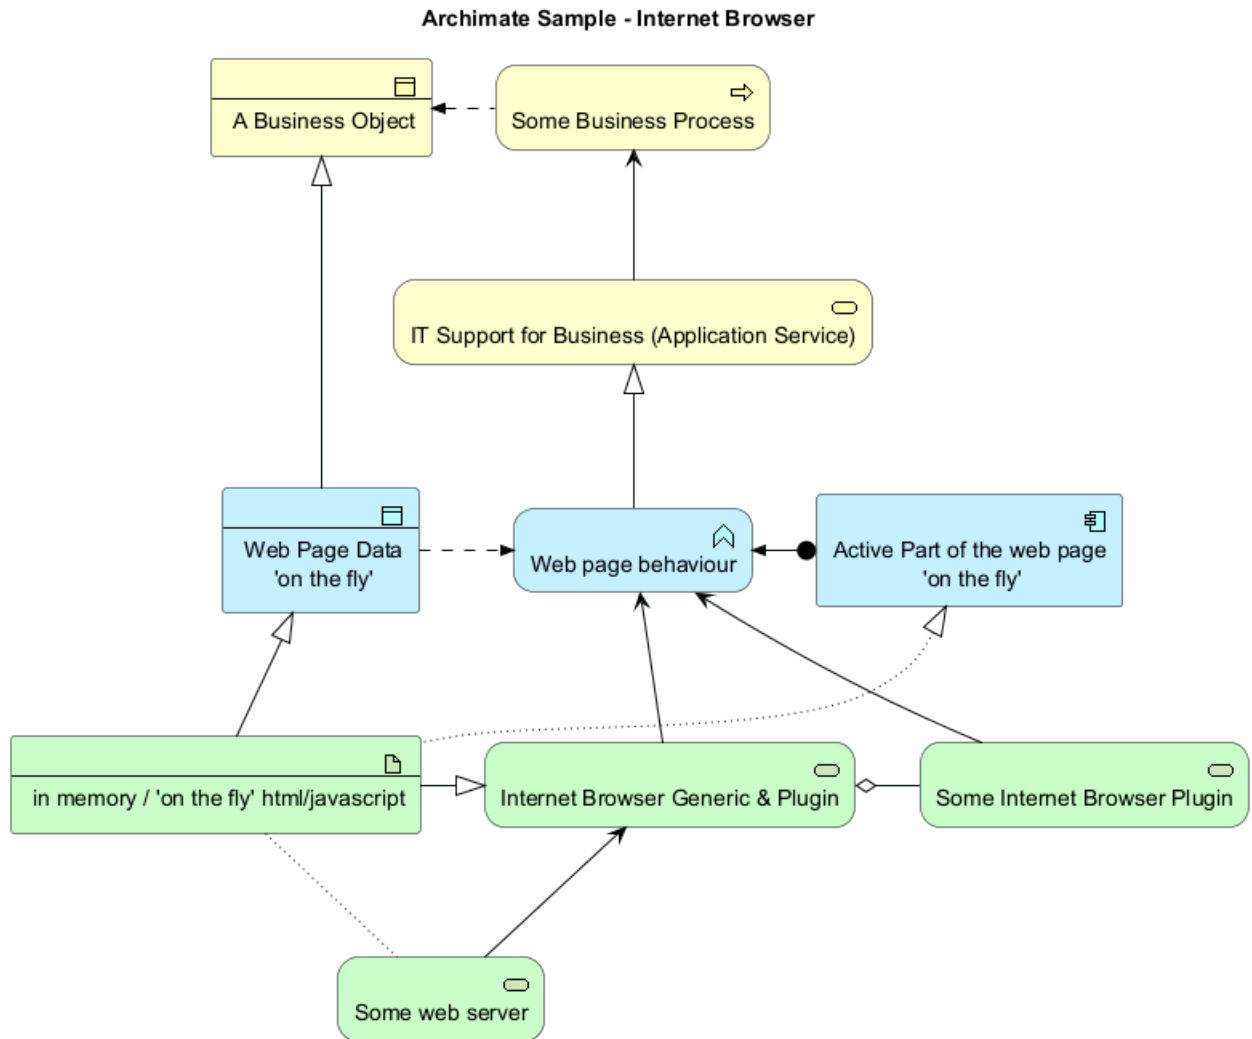 Archimate Sample - Internet Browser
A Business Object
Some Business Process
IT Support for Business (Application Service)
Web Page Data
'on the fly'
Web page behaviour
Active Part of the web page
'on the fly'
in memory / 'on the fly' html/javascript
Internet Browser Generic & Plugin
Some Internet Browser Plugin
Some web server